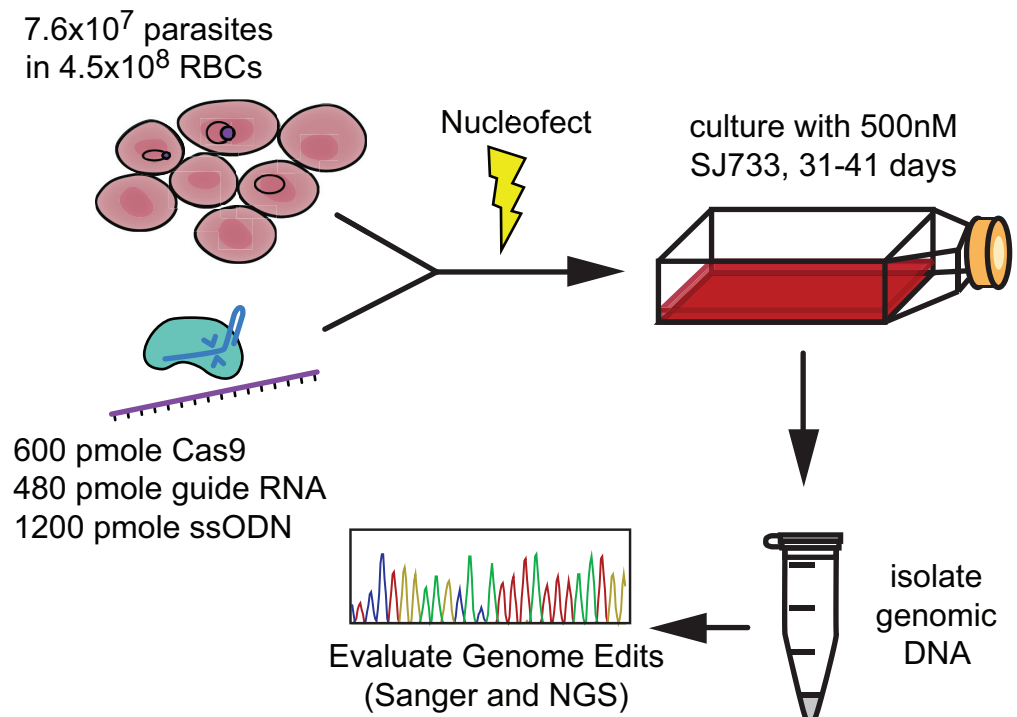 7.6x10⁷ parasites
in 4.5x10⁸ RBCs
Nucleofect
culture with 500nM
SJ733, 31-41 days
600 pmole Cas9
480 pmole guide RNA
1200 pmole ssODN
isolate
genomic
DNA
Evaluate Genome Edits
(Sanger and NGS)